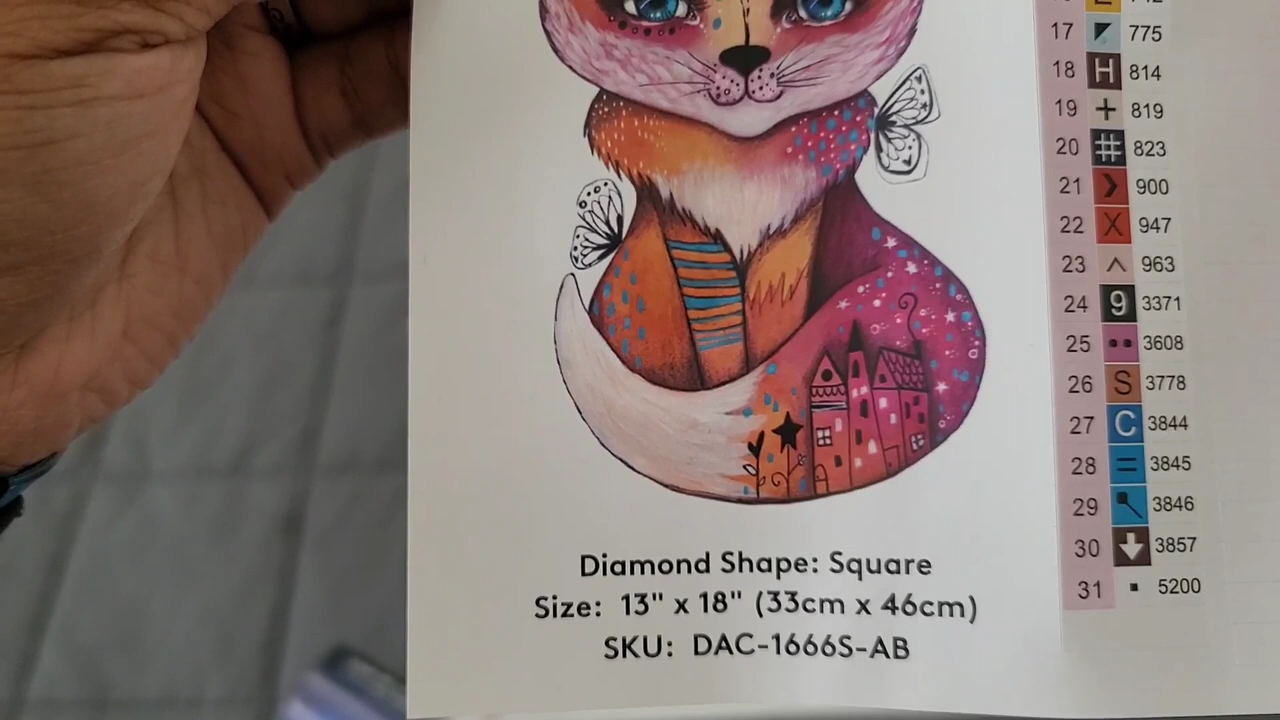 17 775
18 H 814
19 + 819
20 # 823
21 900
22 X 947
23 ^ 963
24 9 3371
25 3608
26 S 3778
27 C 3844
28 = 3845
29 3846
30 3857
31 5200
Diamond Shape: Square
Size: 13" x 18" (33cm x 46cm)
SKU: DAC-1666S-AB